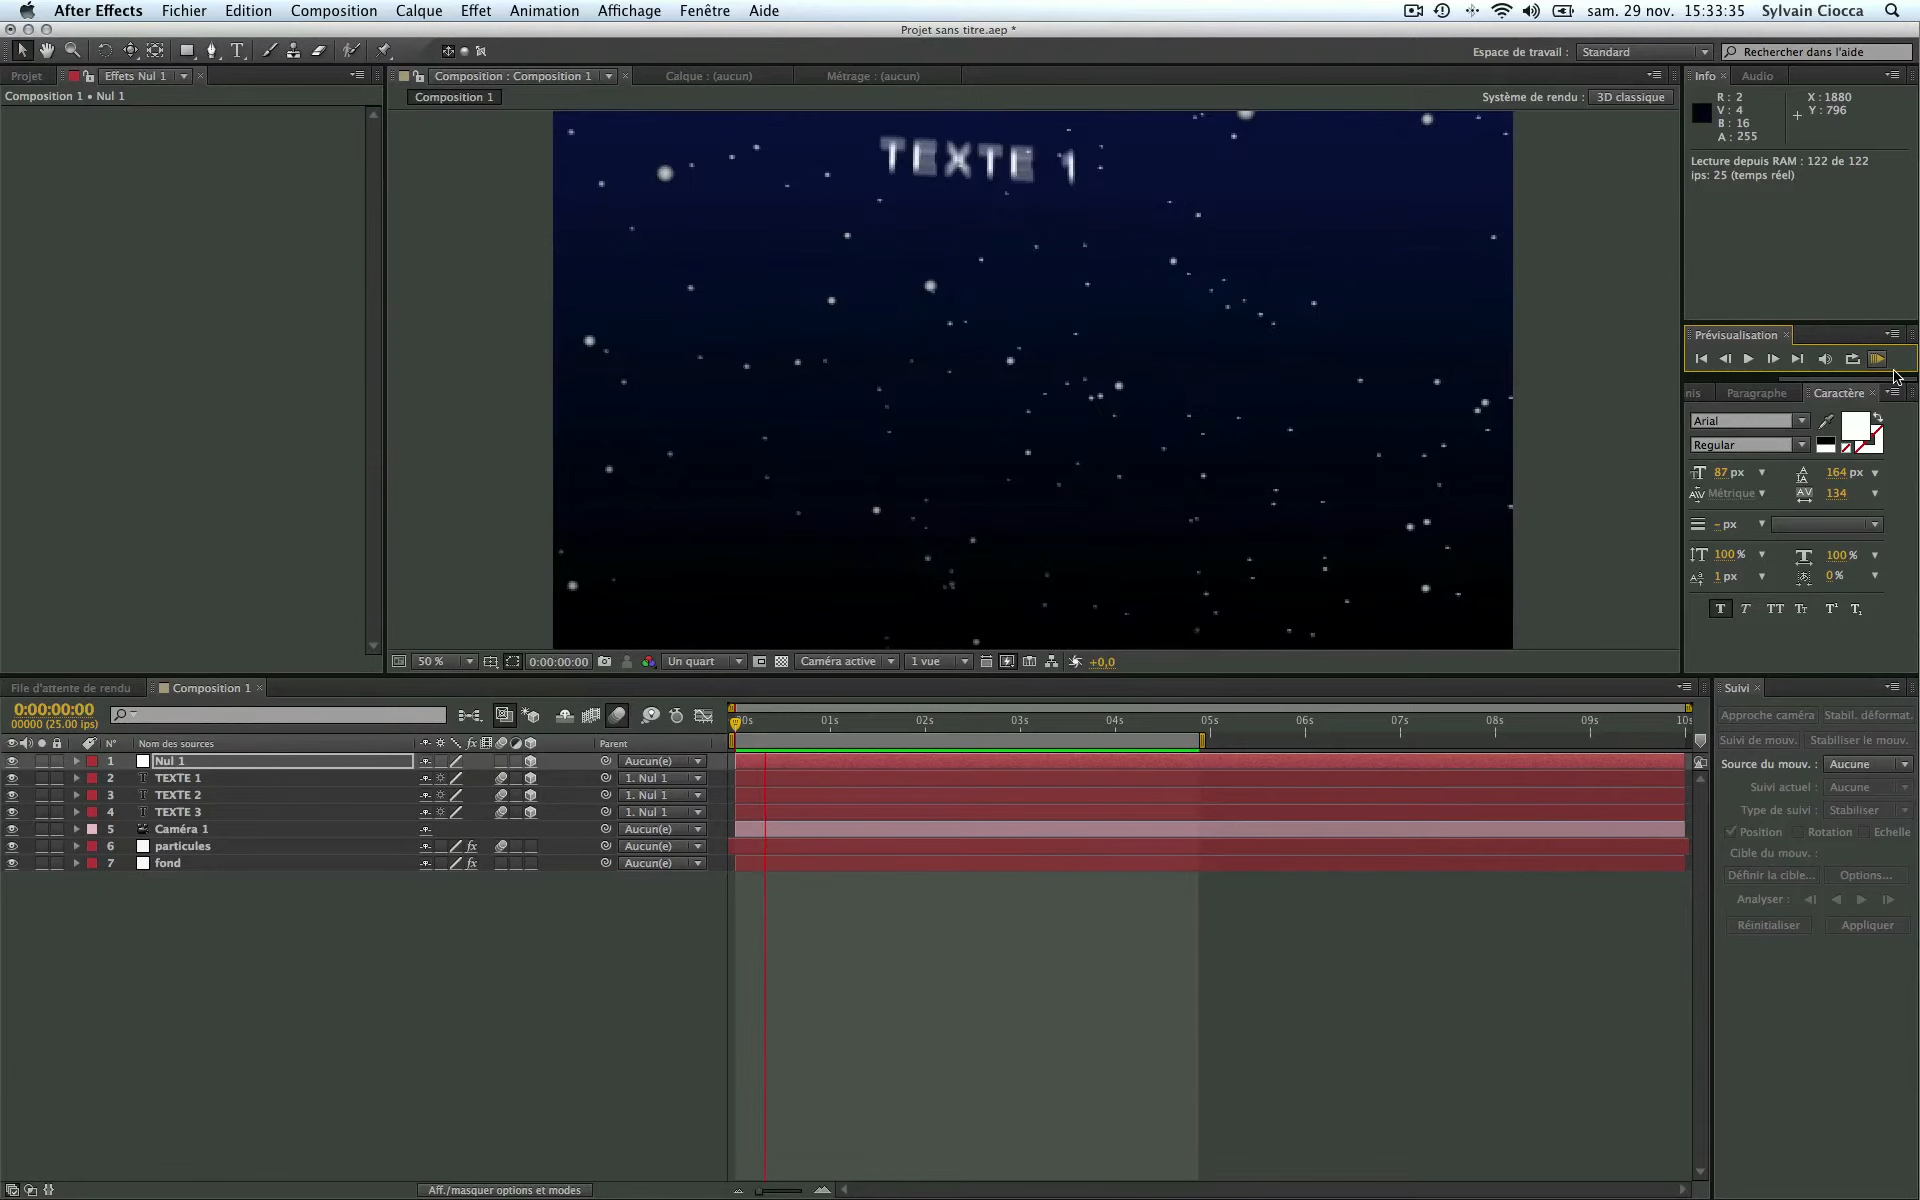 After Effects Fichier Edition Composition Calque Effet Animation Affichage Fenêtre Aide sam. 29 nov. 15:33:35 Sylvain Ciocca
Projet sans titre.aep *
Espace de travail : Standard Rechercher dans l'aide
Projet Effets Nul 1 Composition : Composition 1 Calque : (aucun) Métrage : (aucun) Info Audio
Composition 1 • Nul 1 Composition 1 Système de rendu : 3D classique
R : 2 X : 1880
V : 4 Y : 796
B : 16
A : 255
Lecture depuis RAM : 122 de 122
ips: 25 (temps réel)
TEXTE 1
Prévisualisation
nis Paragraphe Caractère
Arial
Regular
87 px 164 px
Métrique 134
- px
100 % 100 %
1 px 0 %
T T TT Tt T¹ T₁
50 % 0:00:00:00 Un quart Caméra active 1 vue +0,0
File d'attente de rendu Composition 1 Suivi
0:00:00:00
00000 (25.00 ips)
00s 01s 02s 03s 04s 05s 06s 07s 08s 09s 10s
Approche caméra Stabil. déformat.
Suivi de mouv. Stabiliser le mouv.
N° Nom des sources fx Parent
1 Nul 1 Aucun(e)
2 TEXTE 1 1. Nul 1
3 TEXTE 2 1. Nul 1
4 TEXTE 3 1. Nul 1
5 Caméra 1 Aucun(e)
6 particules fx Aucun(e)
7 fond fx Aucun(e)
Source du mouv. : Aucune
Suivi actuel : Aucune
Type de suivi : Stabiliser
Position Rotation Echelle
Cible du mouv. :
Définir la cible... Options...
Analyser :
Réinitialiser Appliquer
Aff./masquer options et modes